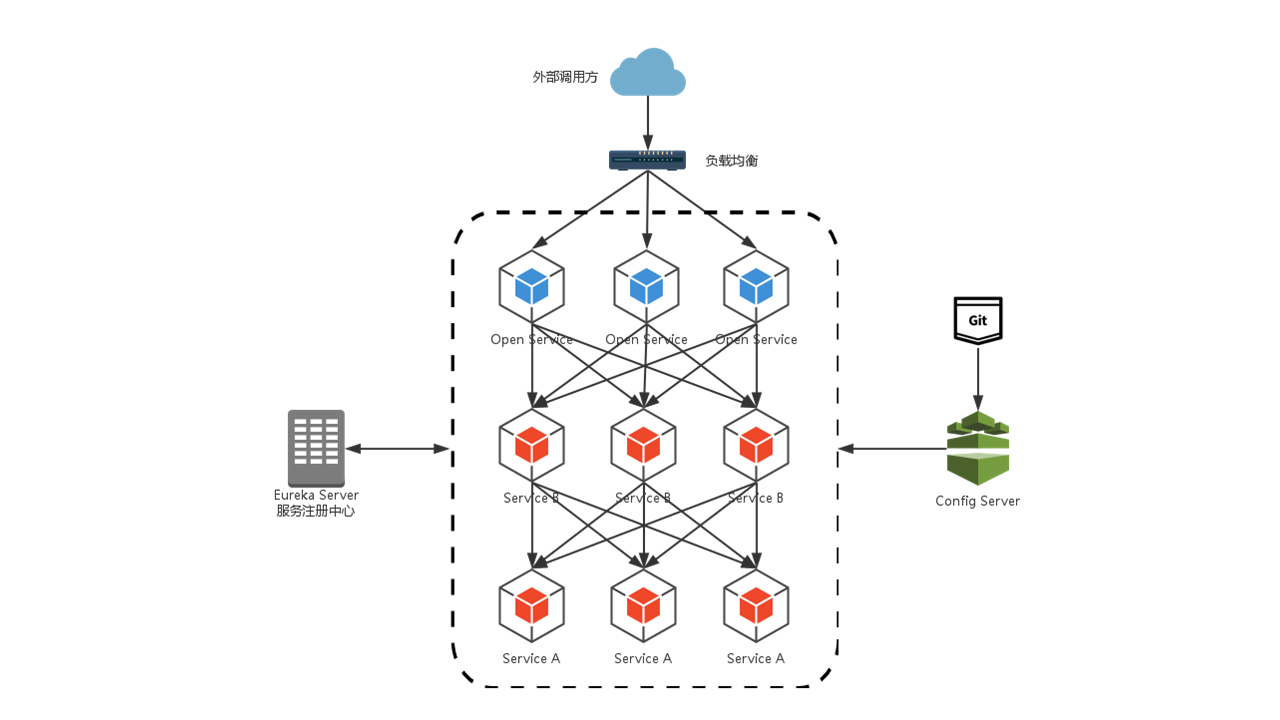 外部调用方
负载均衡
Open Service
Open Service
Open Service
Git
Service B
Service B
Service B
Eureka Server
服务注册中心
Config Server
Service A
Service A
Service A